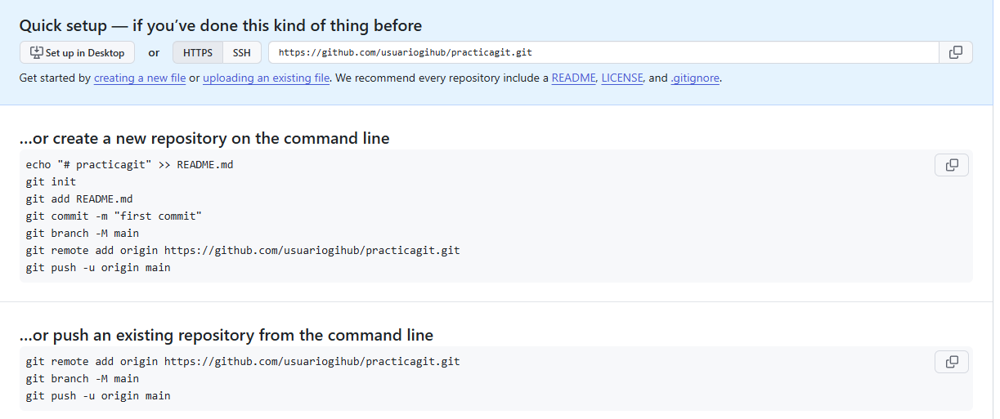 Quick setup — if you’ve done this kind of thing before
Set up in Desktop or HTTPS SSH https://github.com/usuariogihub/practicagit.git
Get started by creating a new file or uploading an existing file. We recommend every repository include a README, LICENSE, and .gitignore.
...or create a new repository on the command line
echo "# practicagit" >> README.md
git init
git add README.md
git commit -m "first commit"
git branch -M main
git remote add origin https://github.com/usuariogihub/practicagit.git
git push -u origin main
...or push an existing repository from the command line
git remote add origin https://github.com/usuariogihub/practicagit.git
git branch -M main
git push -u origin main